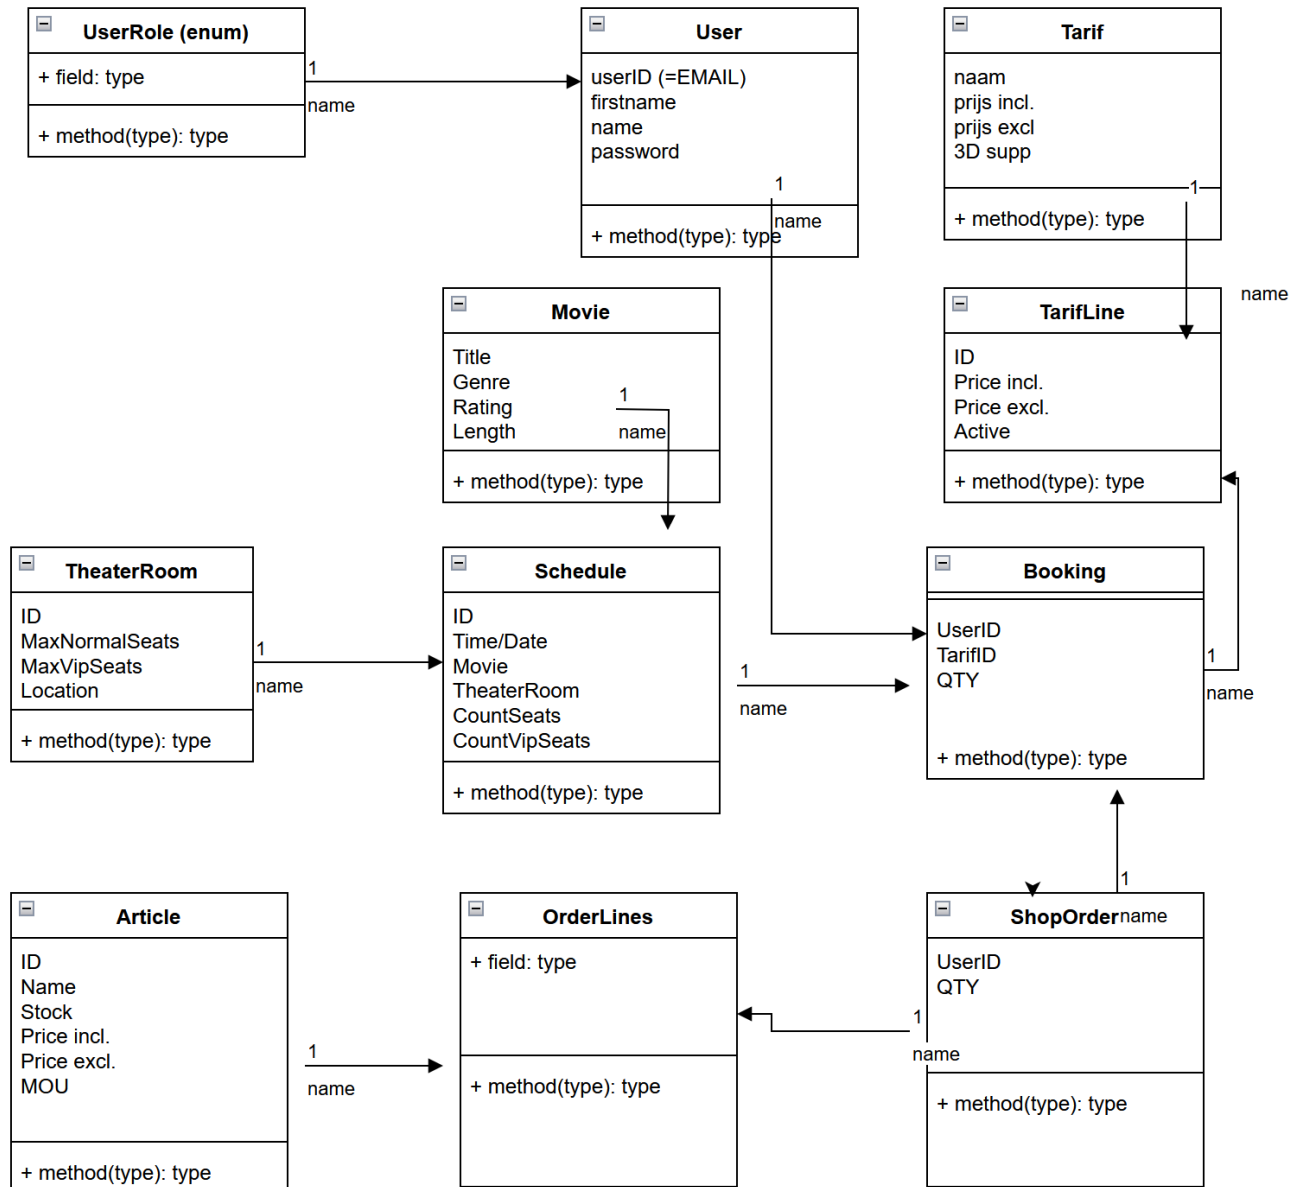 UserRole (enum)
+ field: type
+ method(type): type
1
name
User
userID (=EMAIL)
firstname
name
password
1
name
+ method(type): type
Tarif
naam
prijs incl.
prijs excl
3D supp
1
+ method(type): type
name
Movie
Title
Genre
Rating
Length
1
name
+ method(type): type
TarifLine
ID
Price incl.
Price excl.
Active
+ method(type): type
TheaterRoom
ID
MaxNormalSeats
MaxVipSeats
Location
+ method(type): type
1
name
Schedule
ID
Time/Date
Movie
TheaterRoom
CountSeats
CountVipSeats
+ method(type): type
1
name
Booking
UserID
TarifID
QTY
+ method(type): type
1
name
Article
ID
Name
Stock
Price incl.
Price excl.
MOU
+ method(type): type
1
name
OrderLines
+ field: type
+ method(type): type
1
name
ShopOrder
1
name
UserID
QTY
+ method(type): type